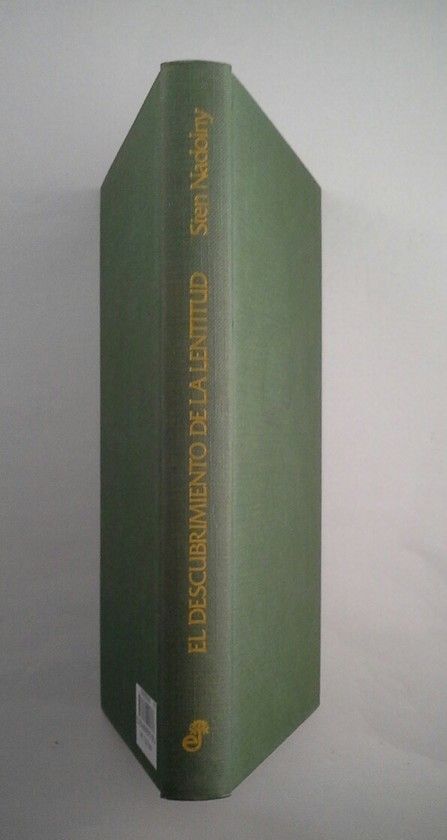 EL DESCUBRIMIENTO DE LA LENTITUD
Sten Nadolny